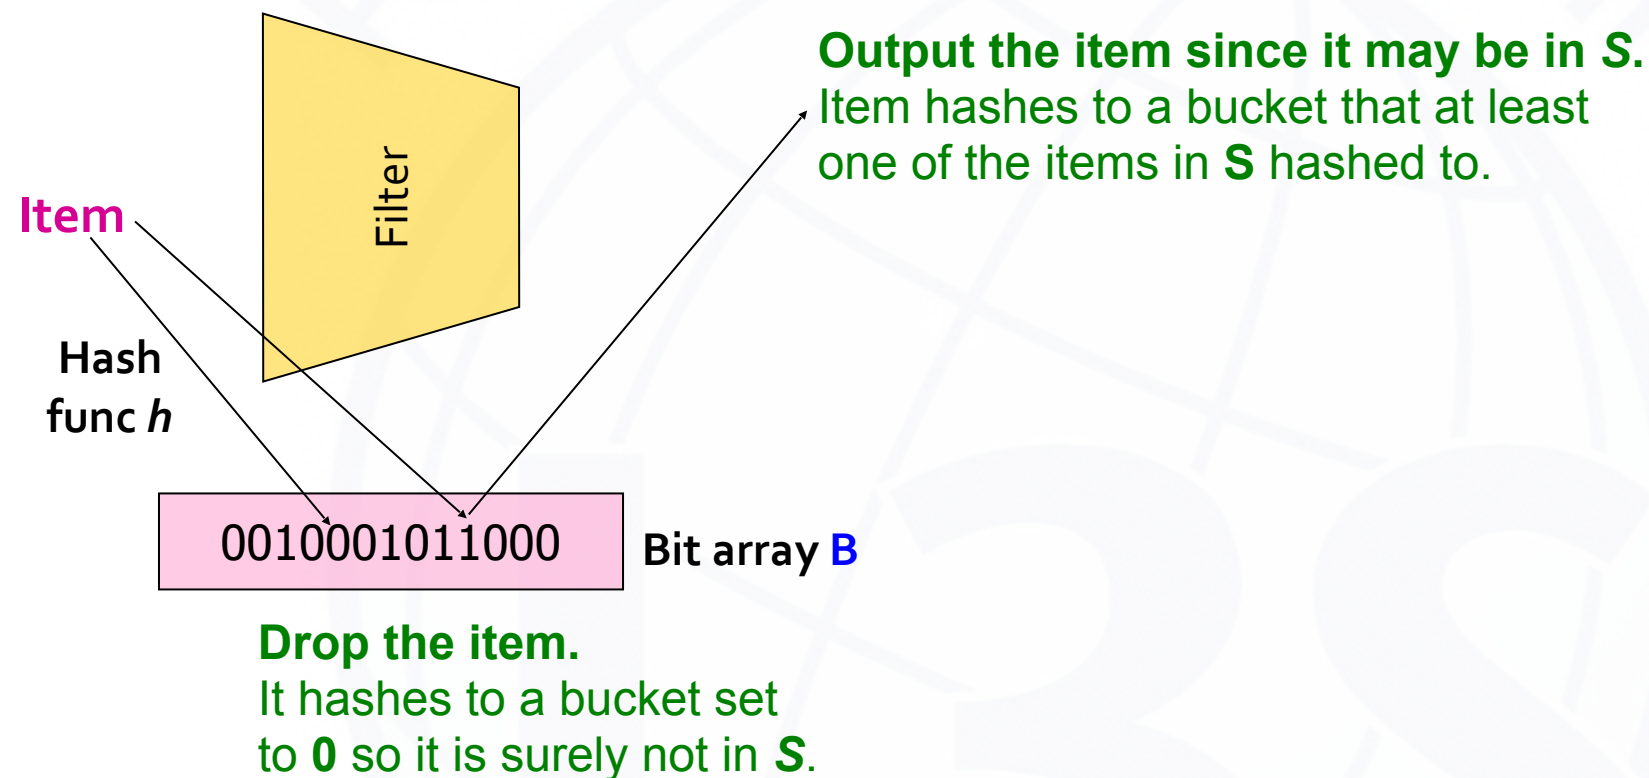 Output the item since it may be in S.
Item hashes to a bucket that at least
one of the items in S hashed to.
Filter
Item
Hash
func h
0010001011000
Bit array B
Drop the item.
It hashes to a bucket set
to 0 so it is surely not in S.